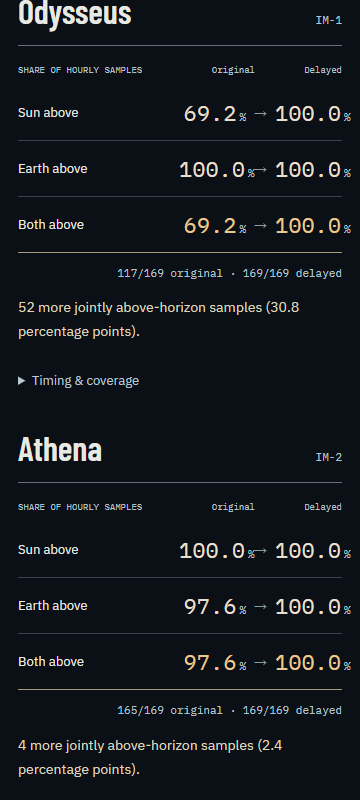 Odysseus IM-1
SHARE OF HOURLY SAMPLES Original Delayed
Sun above 69.2% → 100.0%
Earth above 100.0% → 100.0%
Both above 69.2% → 100.0%
117/169 original · 169/169 delayed
52 more jointly above-horizon samples (30.8
percentage points).
▶ Timing & coverage
Athena IM-2
SHARE OF HOURLY SAMPLES Original Delayed
Sun above 100.0% → 100.0%
Earth above 97.6% → 100.0%
Both above 97.6% → 100.0%
165/169 original · 169/169 delayed
4 more jointly above-horizon samples (2.4
percentage points).